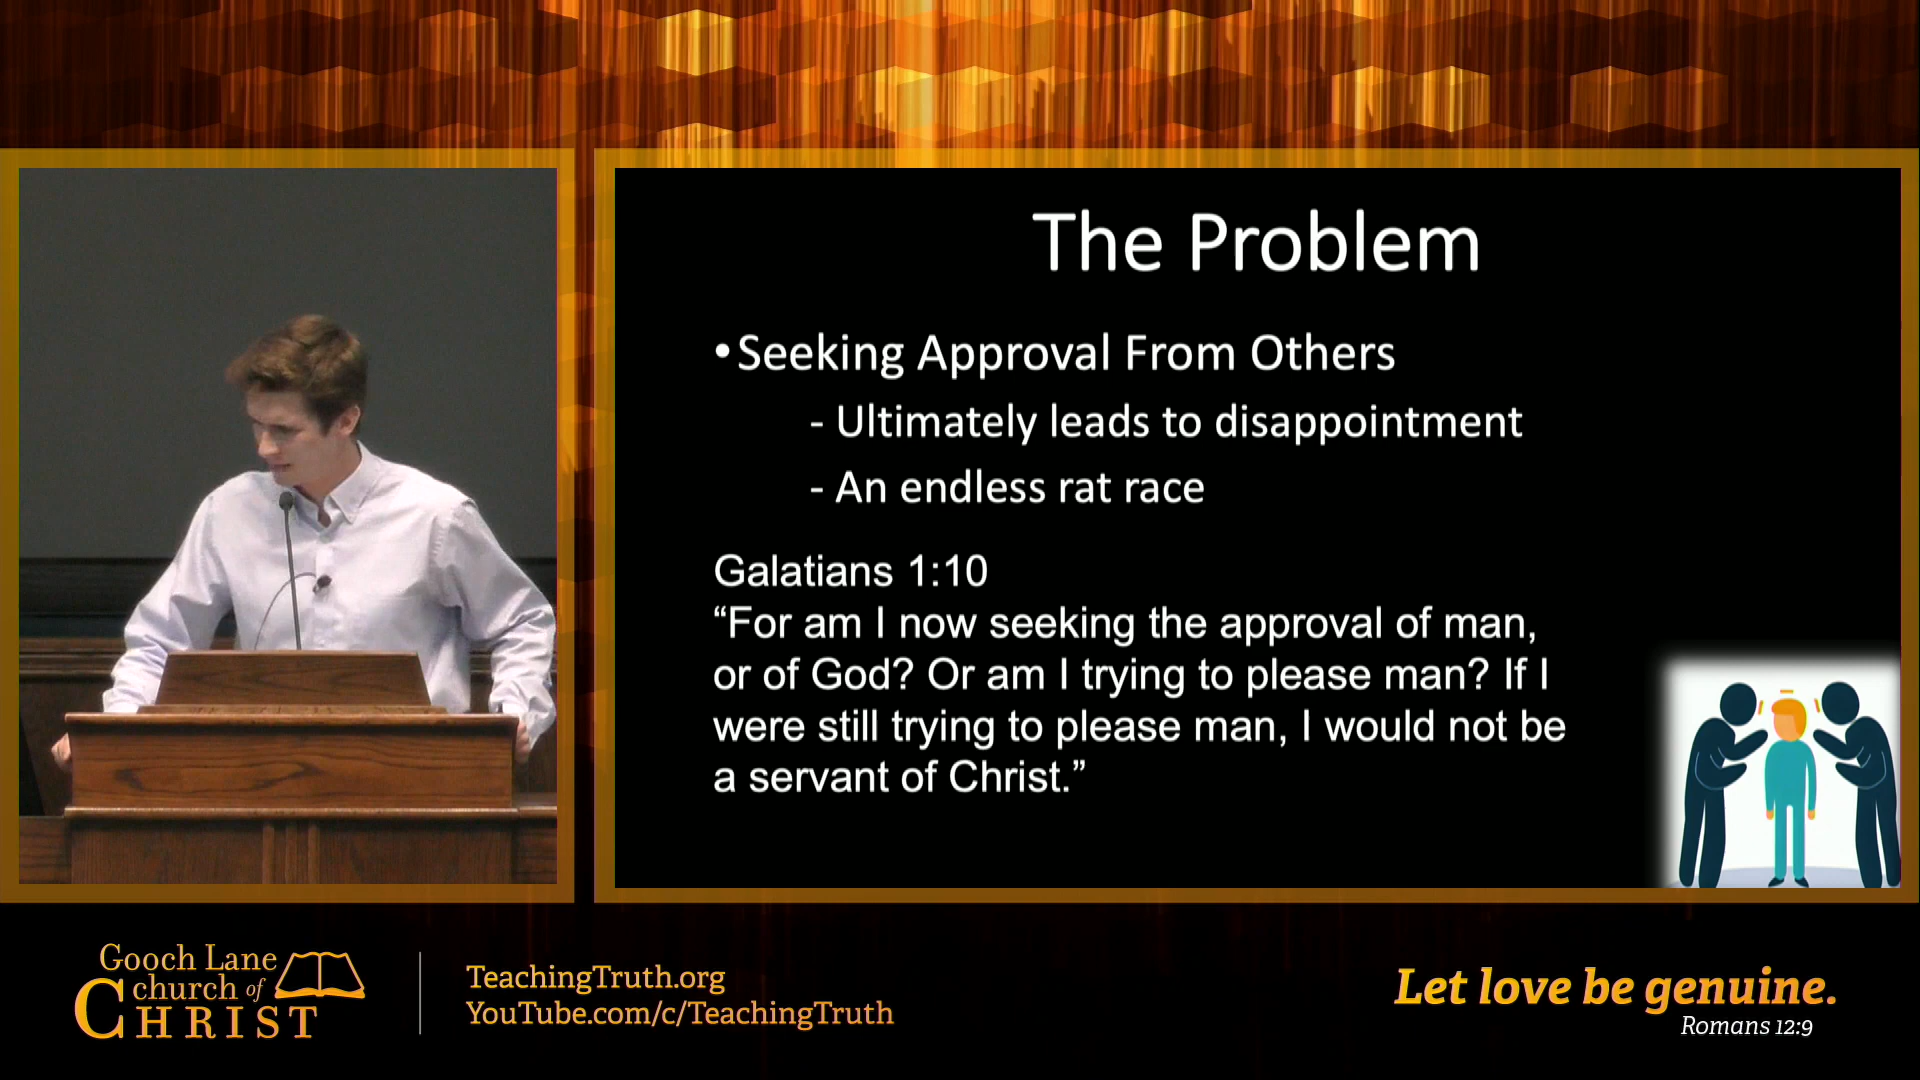 The Problem
• Seeking Approval From Others
- Ultimately leads to disappointment
- An endless rat race
Galatians 1:10
“For am I now seeking the approval of man,
or of God? Or am I trying to please man? If I
were still trying to please man, I would not be
a servant of Christ.”
Gooch Lane
church of
CHRIST
TeachingTruth.org
YouTube.com/c/TeachingTruth
Let love be genuine.
Romans 12:9